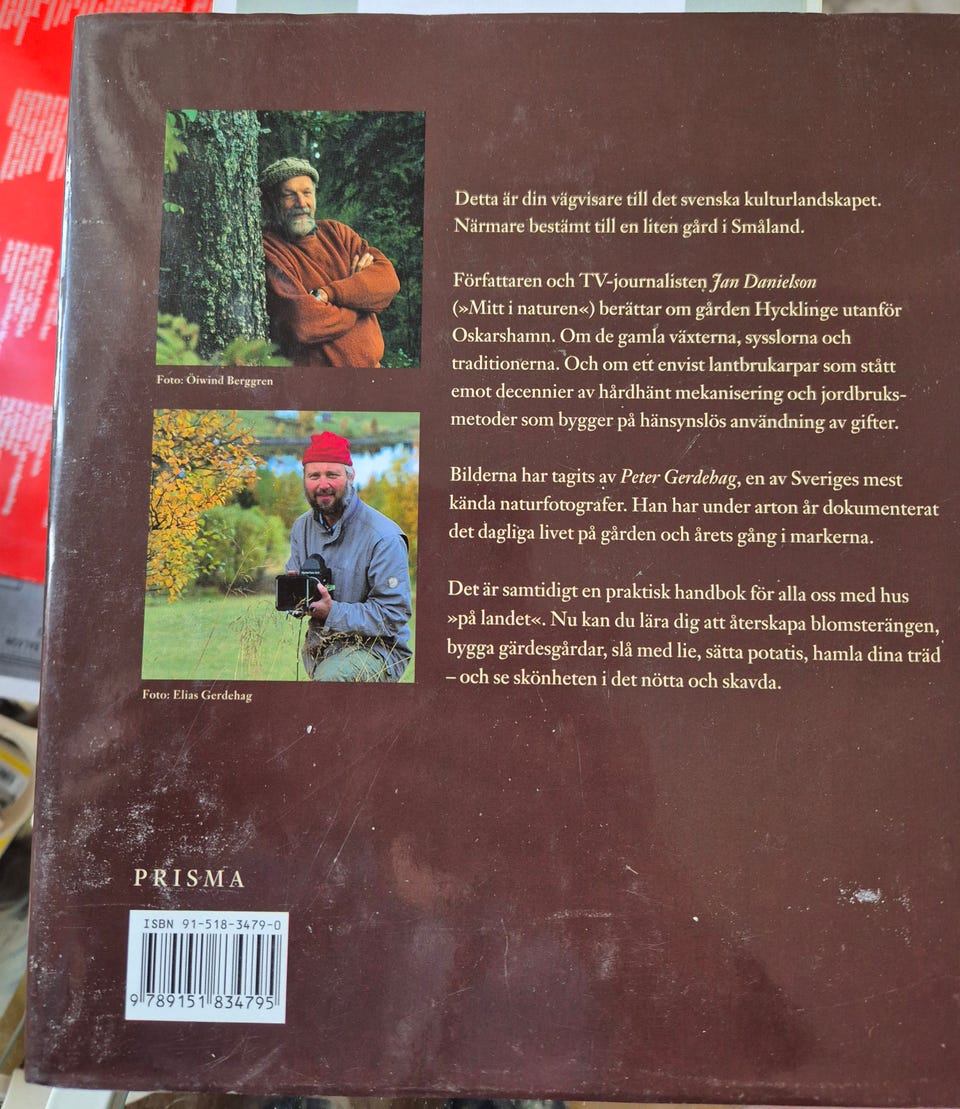 Detta är din vägvisare till det svenska kulturlandskapet.
Närmare bestämt till en liten gård i Småland.
Författaren och TV-journalisten Jan Danielson
(»Mitt i naturen«) berättar om gården Hycklinge utanför
Oskarshamn. Om de gamla växterna, sysslorna och
traditionerna. Och om ett envist lantbrukarpar som stått
emot decennier av hårdhänt mekanisering och jordbruks-
metoder som bygger på hänsynslös användning av gifter.
Foto: Öiwind Berggren
Bilderna har tagits av Peter Gerdehag, en av Sveriges mest
kända naturfotografer. Han har under arton år dokumenterat
det dagliga livet på gården och årets gång i markerna.
Det är samtidigt en praktisk handbok för alla oss med hus
»på landet«. Nu kan du lära dig att återskapa blomsterängen,
bygga gärdesgårdar, slå med lie, sätta potatis, hamla dina träd
– och se skönheten i det nötta och skavda.
Foto: Elias Gerdehag
PRISMA
ISBN 91-518-3479-0
9 789151 834795